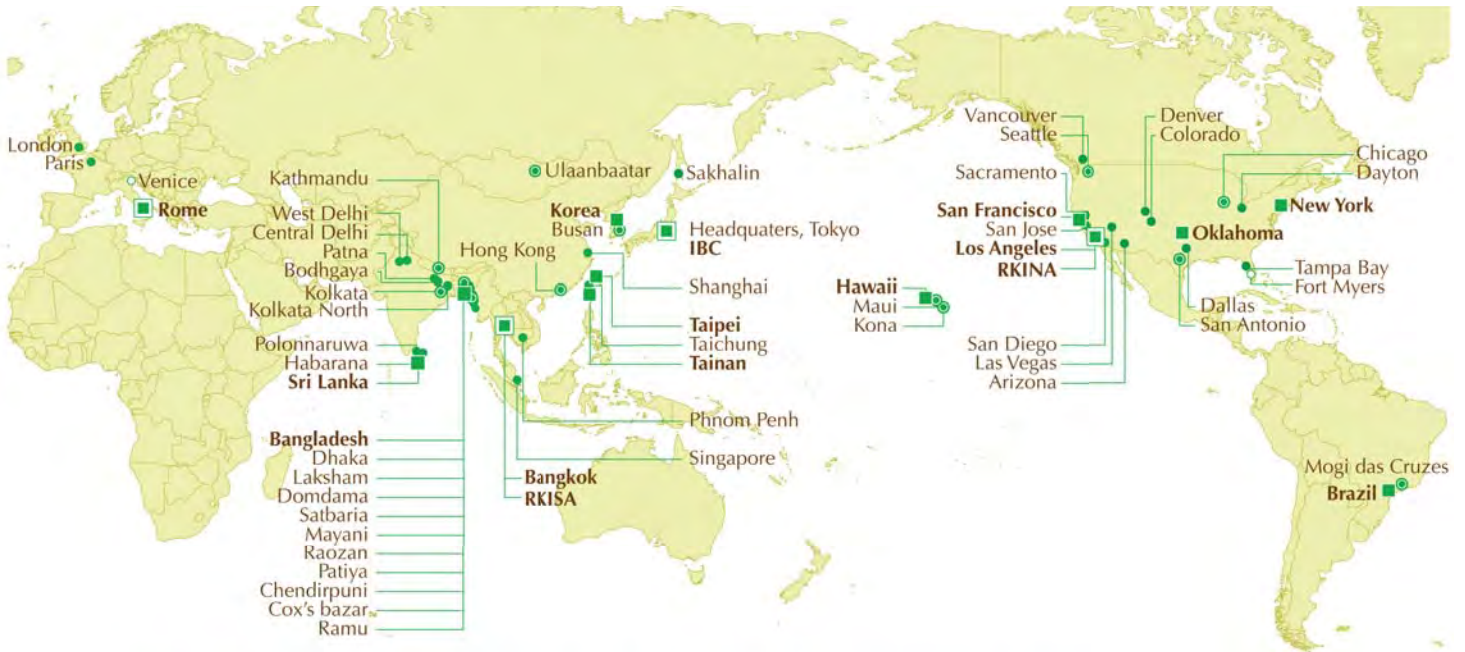 London
Paris
Venice
Rome
Kathmandu
West Delhi
Central Delhi
Patna
Bodhgaya
Kolkata
Kolkata North
Polonnaruwa
Habarana
Sri Lanka
Bangladesh
Dhaka
Laksham
Domdama
Satbaria
Mayani
Raozan
Patiya
Chendirpuni
Cox's bazar
Ramu
Ulaanbaatar
Sakhalin
Korea
Busan
Headquaters, Tokyo
IBC
Hong Kong
Shanghai
Taipei
Taichung
Tainan
Phnom Penh
Singapore
Bangkok
RKISA
Hawaii
Maui
Kona
Vancouver
Seattle
Sacramento
San Francisco
San Jose
Los Angeles
RKINA
San Diego
Las Vegas
Arizona
Denver
Colorado
Chicago
Dayton
New York
Oklahoma
Tampa Bay
Fort Myers
Dallas
San Antonio
Mogi das Cruzes
Brazil